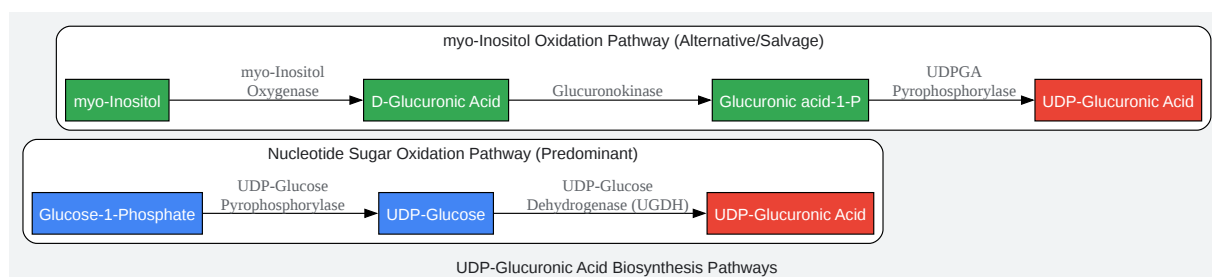 myo-Inositol Oxidation Pathway (Alternative/Salvage)
myo-Inositol
myo-Inositol
Oxygenase
D-Glucuronic Acid
Glucuronokinase
Glucuronic acid-1-P
UDPGA
Pyrophosphorylase
UDP-Glucuronic Acid
Nucleotide Sugar Oxidation Pathway (Predominant)
Glucose-1-Phosphate
UDP-Glucose
Pyrophosphorylase
UDP-Glucose
UDP-Glucose
Dehydrogenase (UGDH)
UDP-Glucuronic Acid
UDP-Glucuronic Acid Biosynthesis Pathways